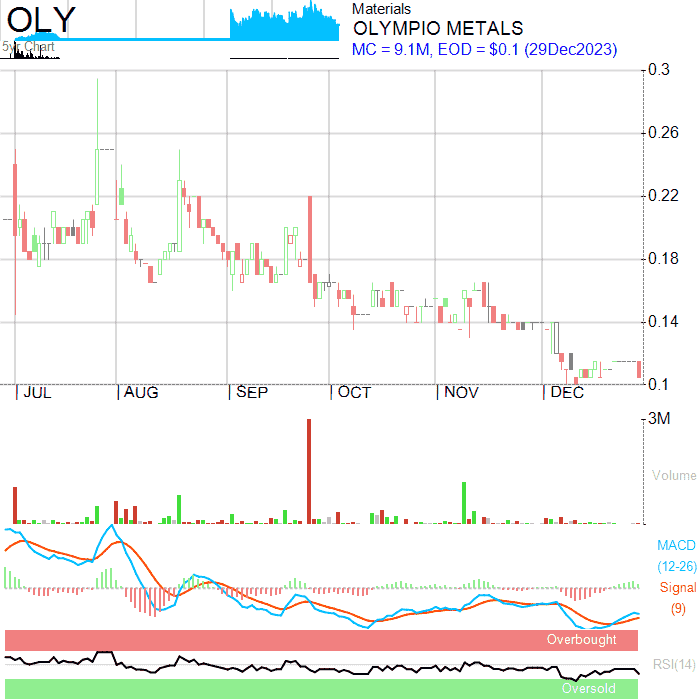 OLY
5yr Chart
Materials
OLYMPIO METALS
MC = 9.1M, EOD = $0.1 (29Dec2023)
0.3
0.26
0.22
0.18
0.14
0.1
JUL AUG SEP OCT NOV DEC
3M
Volume
MACD
(12-26)
Signal
(9)
Overbought
RSI(14)
Oversold